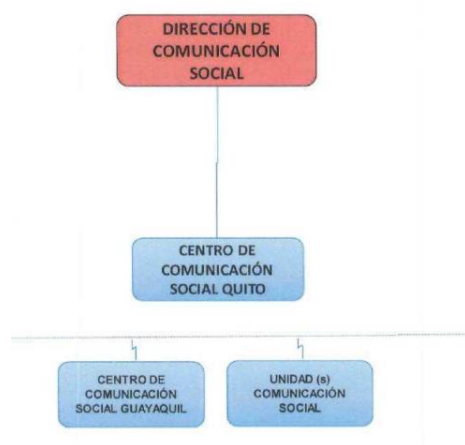 DIRECCIÓN DE
COMUNICACIÓN
SOCIAL
CENTRO DE
COMUNICACIÓN
SOCIAL QUITO
CENTRO DE
COMUNICACIÓN
SOCIAL GUAYAQUIL
UNIDAD (s)
COMUNICACIÓN
SOCIAL